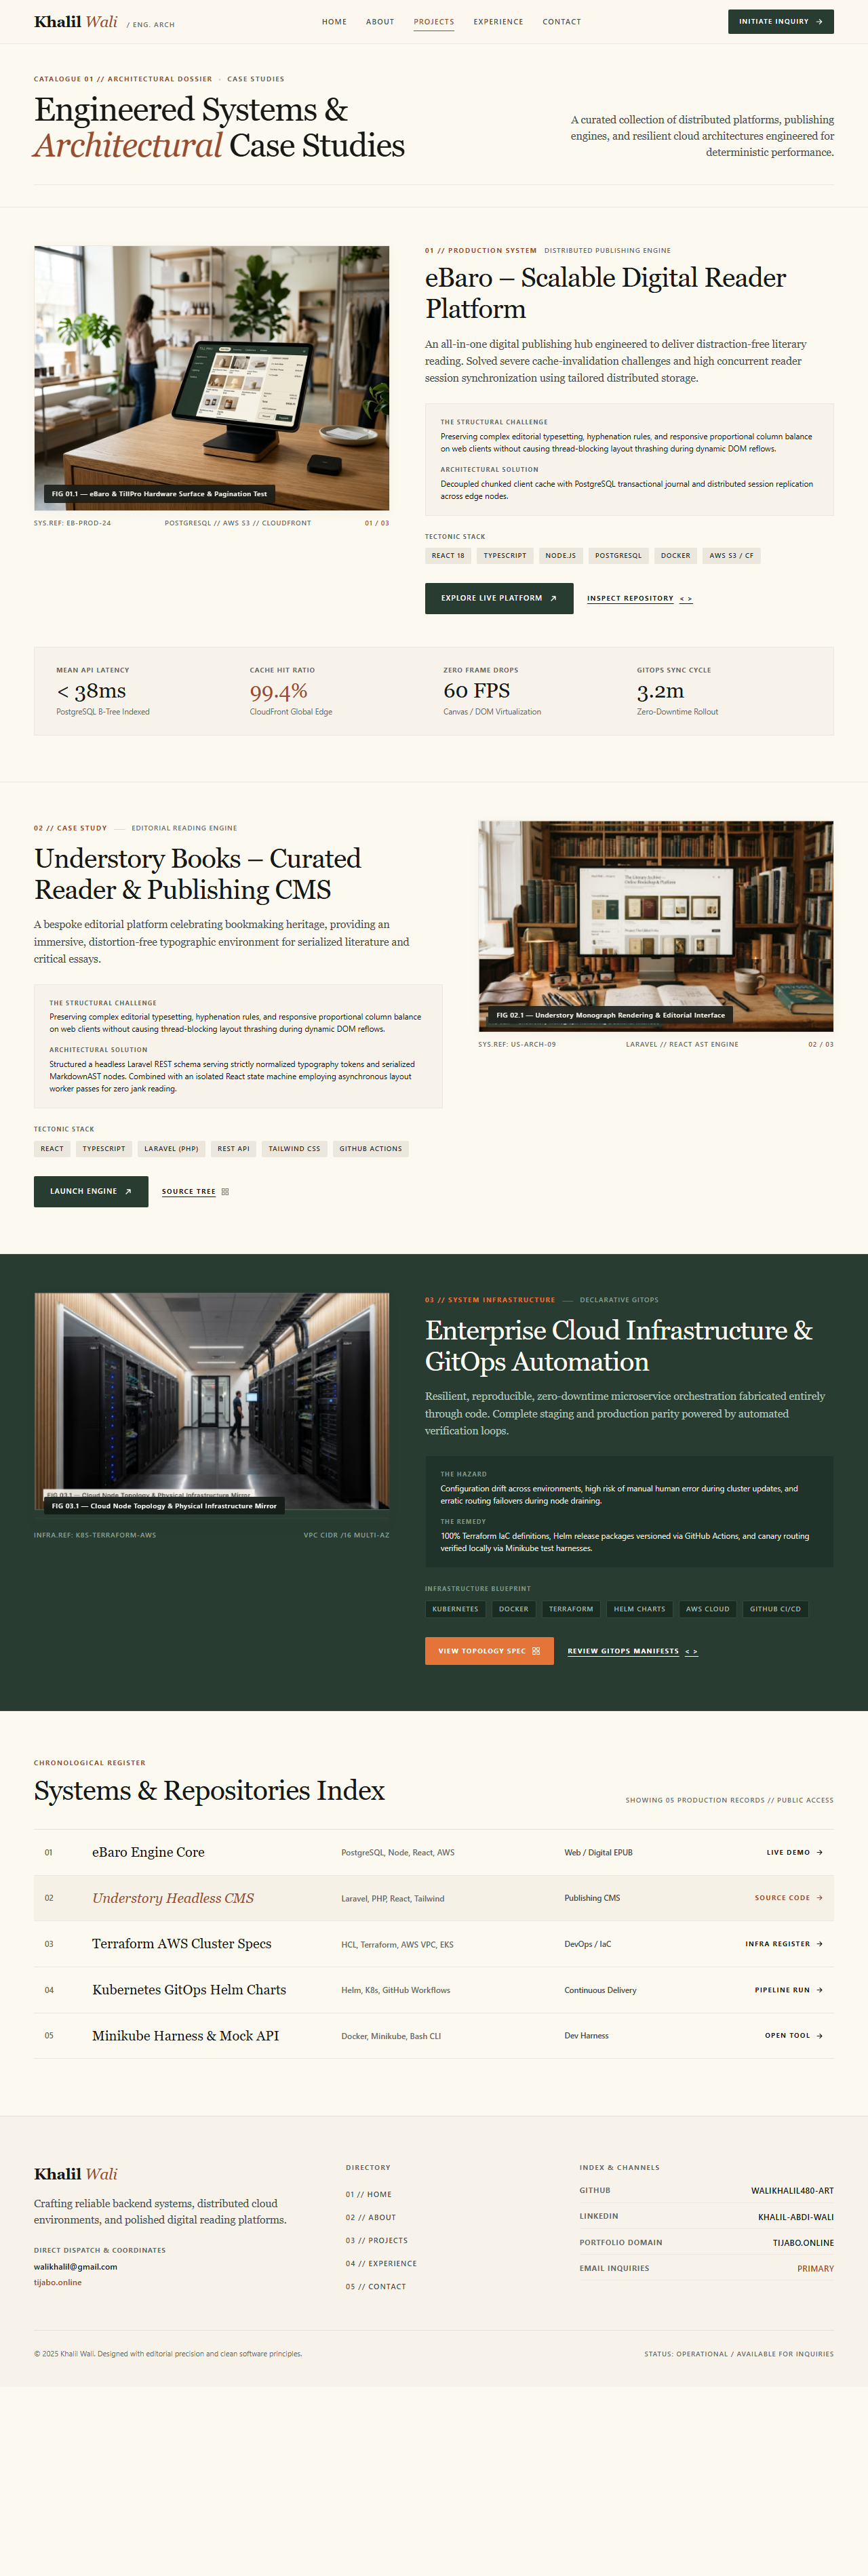 Khalil Wali / ENG. ARCH
HOME ABOUT PROJECTS EXPERIENCE CONTACT
INITIATE INQUIRY →
CATALOGUE 01 // ARCHITECTURAL DOSSIER · CASE STUDIES
Engineered Systems &
Architectural Case Studies
A curated collection of distributed platforms, publishing
engines, and resilient cloud architectures engineered for
deterministic performance.
FIG 01.1 — eBaro & TillPro Hardware Surface & Pagination Test
SYS.REF: EB-PROD-24 POSTGRESQL // AWS S3 // CLOUDFRONT 01 / 03
01 // PRODUCTION SYSTEM DISTRIBUTED PUBLISHING ENGINE
eBaro – Scalable Digital Reader
Platform
An all-in-one digital publishing hub engineered to deliver distraction-free literary
reading. Solved severe cache-invalidation challenges and high concurrent reader
session synchronization using tailored distributed storage.
THE STRUCTURAL CHALLENGE
Preserving complex editorial typesetting, hyphenation rules, and responsive proportional column balance
on web clients without causing thread-blocking layout thrashing during dynamic DOM reflows.
ARCHITECTURAL SOLUTION
Decoupled chunked client cache with PostgreSQL transactional journal and distributed session replication
across edge nodes.
TECTONIC STACK
REACT 18 TYPESCRIPT NODE.JS POSTGRESQL DOCKER AWS S3 / CF
EXPLORE LIVE PLATFORM ↗ INSPECT REPOSITORY < >
MEAN API LATENCY
< 38ms
PostgreSQL B-Tree Indexed
CACHE HIT RATIO
99.4%
CloudFront Global Edge
ZERO FRAME DROPS
60 FPS
Canvas / DOM Virtualization
GITOPS SYNC CYCLE
3.2m
Zero-Downtime Rollout
02 // CASE STUDY — EDITORIAL READING ENGINE
Understory Books – Curated
Reader & Publishing CMS
A bespoke editorial platform celebrating bookmaking heritage, providing an
immersive, distortion-free typographic environment for serialized literature and
critical essays.
THE STRUCTURAL CHALLENGE
Preserving complex editorial typesetting, hyphenation rules, and responsive proportional column balance
on web clients without causing thread-blocking layout thrashing during dynamic DOM reflows.
ARCHITECTURAL SOLUTION
Structured a headless Laravel REST schema serving strictly normalized typography tokens and serialized
MarkdownAST nodes. Combined with an isolated React state machine employing asynchronous layout
worker passes for zero jank reading.
TECTONIC STACK
REACT TYPESCRIPT LARAVEL (PHP) REST API TAILWIND CSS GITHUB ACTIONS
LAUNCH ENGINE ↗ SOURCE TREE
FIG 02.1 — Understory Monograph Rendering & Editorial Interface
SYS.REF: US-ARCH-09 LARAVEL // REACT AST ENGINE 02 / 03
FIG 03.1 — Cloud Node Topology & Physical Infrastructure Mirror
FIG 03.1 — Cloud Node Topology & Physical Infrastructure Mirror
INFRA.REF: K8S-TERRAFORM-AWS VPC CIDR /16 MULTI-AZ
03 // SYSTEM INFRASTRUCTURE — DECLARATIVE GITOPS
Enterprise Cloud Infrastructure &
GitOps Automation
Resilient, reproducible, zero-downtime microservice orchestration fabricated entirely
through code. Complete staging and production parity powered by automated
verification loops.
THE HAZARD
Configuration drift across environments, high risk of manual human error during cluster updates, and
erratic routing failovers during node draining.
THE REMEDY
100% Terraform IaC definitions, Helm release packages versioned via GitHub Actions, and canary routing
verified locally via Minikube test harnesses.
INFRASTRUCTURE BLUEPRINT
KUBERNETES DOCKER TERRAFORM HELM CHARTS AWS CLOUD GITHUB CI/CD
VIEW TOPOLOGY SPEC REVIEW GITOPS MANIFESTS < >
CHRONOLOGICAL REGISTER
Systems & Repositories Index
SHOWING 05 PRODUCTION RECORDS // PUBLIC ACCESS
01 eBaro Engine Core PostgreSQL, Node, React, AWS Web / Digital EPUB LIVE DEMO →
02 Understory Headless CMS Laravel, PHP, React, Tailwind Publishing CMS SOURCE CODE →
03 Terraform AWS Cluster Specs HCL, Terraform, AWS VPC, EKS DevOps / IaC INFRA REGISTER →
04 Kubernetes GitOps Helm Charts Helm, K8s, GitHub Workflows Continuous Delivery PIPELINE RUN →
05 Minikube Harness & Mock API Docker, Minikube, Bash CLI Dev Harness OPEN TOOL →
Khalil Wali
Crafting reliable backend systems, distributed cloud
environments, and polished digital reading platforms.
DIRECT DISPATCH & COORDINATES
walikhalil@gmail.com
tijabo.online
DIRECTORY
01 // HOME
02 // ABOUT
03 // PROJECTS
04 // EXPERIENCE
05 // CONTACT
INDEX & CHANNELS
GITHUB WALIKHALIL480-ART
LINKEDIN KHALIL-ABDI-WALI
PORTFOLIO DOMAIN TIJABO.ONLINE
EMAIL INQUIRIES PRIMARY
© 2025 Khalil Wali. Designed with editorial precision and clean software principles.
STATUS: OPERATIONAL / AVAILABLE FOR INQUIRIES